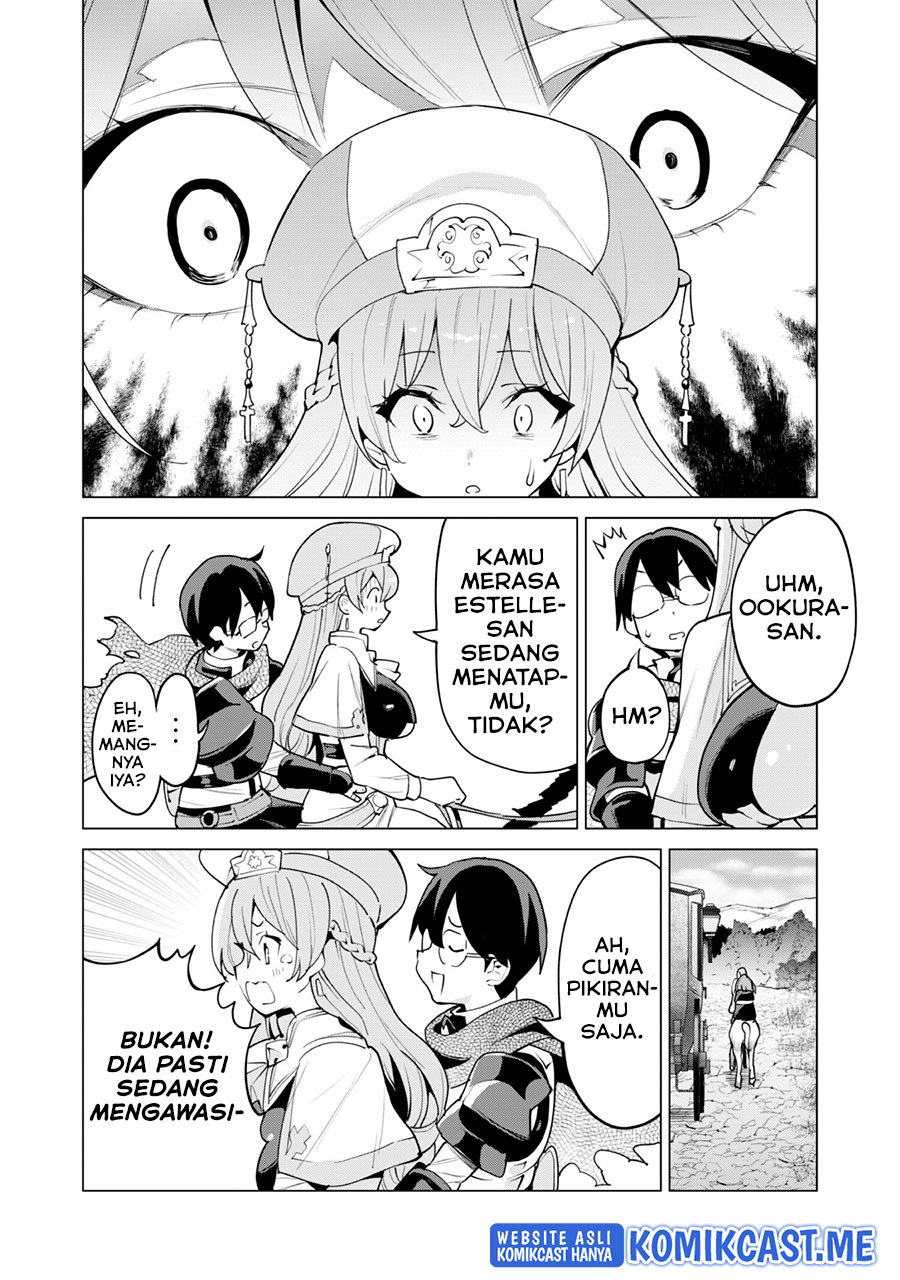 UHM,
OOKURA-
SAN.
HM?
KAMU
MERASA
ESTELLE-
SAN
SEDANG
MENATAP-
MU,
TIDAK?
...
EH,
ME-
MANG-
NYA
IYA?
AH,
CUMA
PIKIRAN-
MU
SAJA.
BUKAN!
DIA PASTI
SEDANG
MENGAWASI-
WEBSITE ASLI
KOMIKCAST HANYA
KOMIKCAST.ME